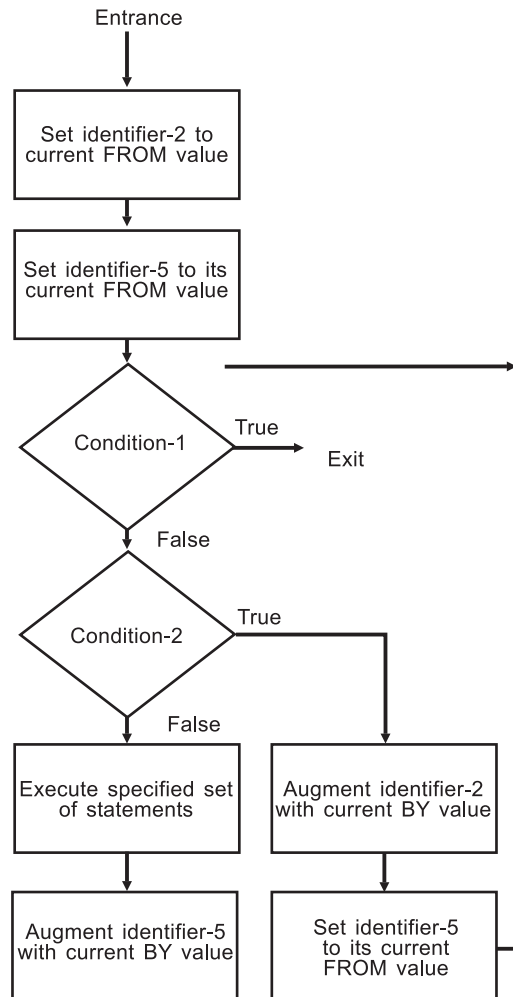 Entrance
Set identifier-2 to
current FROM value
Set identifier-5 to its
current FROM value
Condition-1
True
Exit
False
Condition-2
True
False
Execute specified set
of statements
Augment identifier-2
with current BY value
Augment identifier-5
with current BY value
Set identifier-5
to its current
FROM value